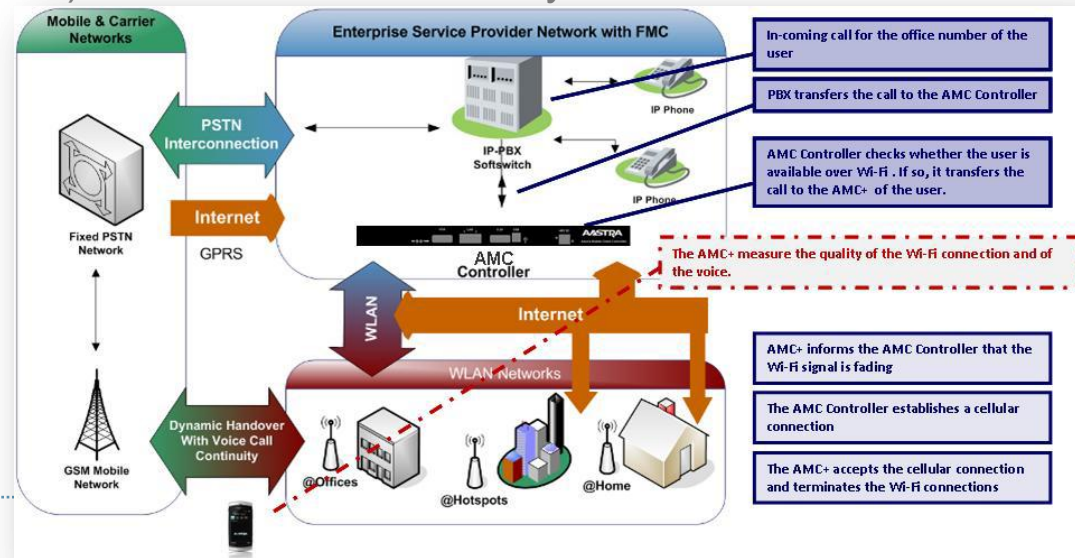 Mobile & Carrier
Networks
Enterprise Service Provider Network with FMC
PSTN
Interconnection
IP-PBX
Softswitch
IP Phone
IP Phone
Fixed PSTN
Network
Internet
GPRS
AASTRA
AMC
Controller
WLAN
Internet
WLAN Networks
Dynamic Handover
With Voice Call
Continuity
GSM Mobile
Network
@Offices
@Hotspots
@Home
In-coming call for the office number of the
user
PBX transfers the call to the AMC Controller
AMC Controller checks whether the user is
available over Wi-Fi . If so, it transfers the
call to the AMC+ of the user.
The AMC+ measure the quality of the Wi-Fi connection and of
the voice.
AMC+ informs the AMC Controller that the
Wi-Fi signal is fading
The AMC Controller establishes a cellular
connection
The AMC+ accepts the cellular connection
and terminates the Wi-Fi connections